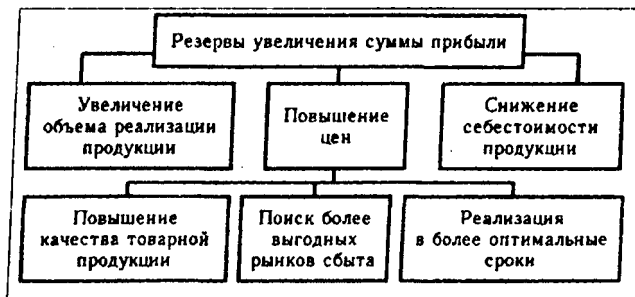 Резервы увеличения суммы прибыли
Увеличение
объема реализации
продукции
Повышение
цен
Снижение
себестоимости
продукции
Повышение
качества товарной
продукции
Поиск более
выгодных
рынков сбыта
Реализация
в более оптимальные
сроки